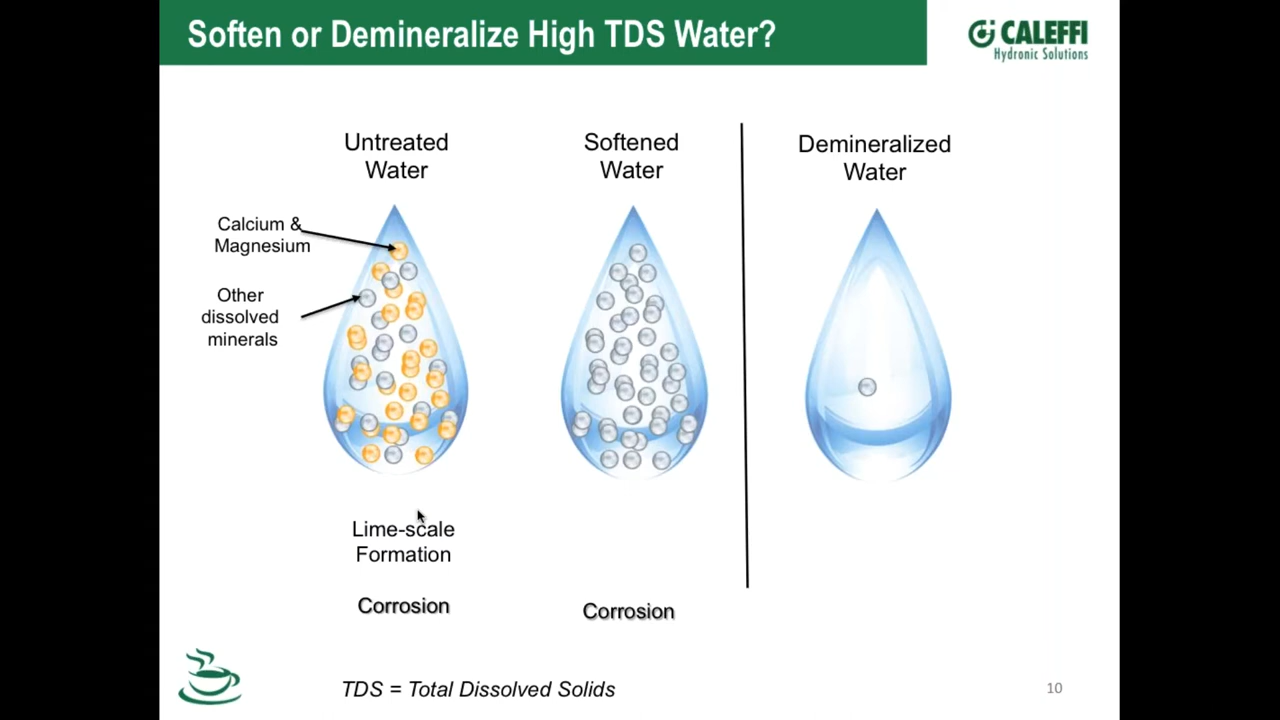 Soften or Demineralize High TDS Water?
CALEFFI
Hydronic Solutions
Untreated
Water
Softened
Water
Demineralized
Water
Calcium &
Magnesium
Other
dissolved
minerals
Lime-scale
Formation
Corrosion
Corrosion
TDS = Total Dissolved Solids
10